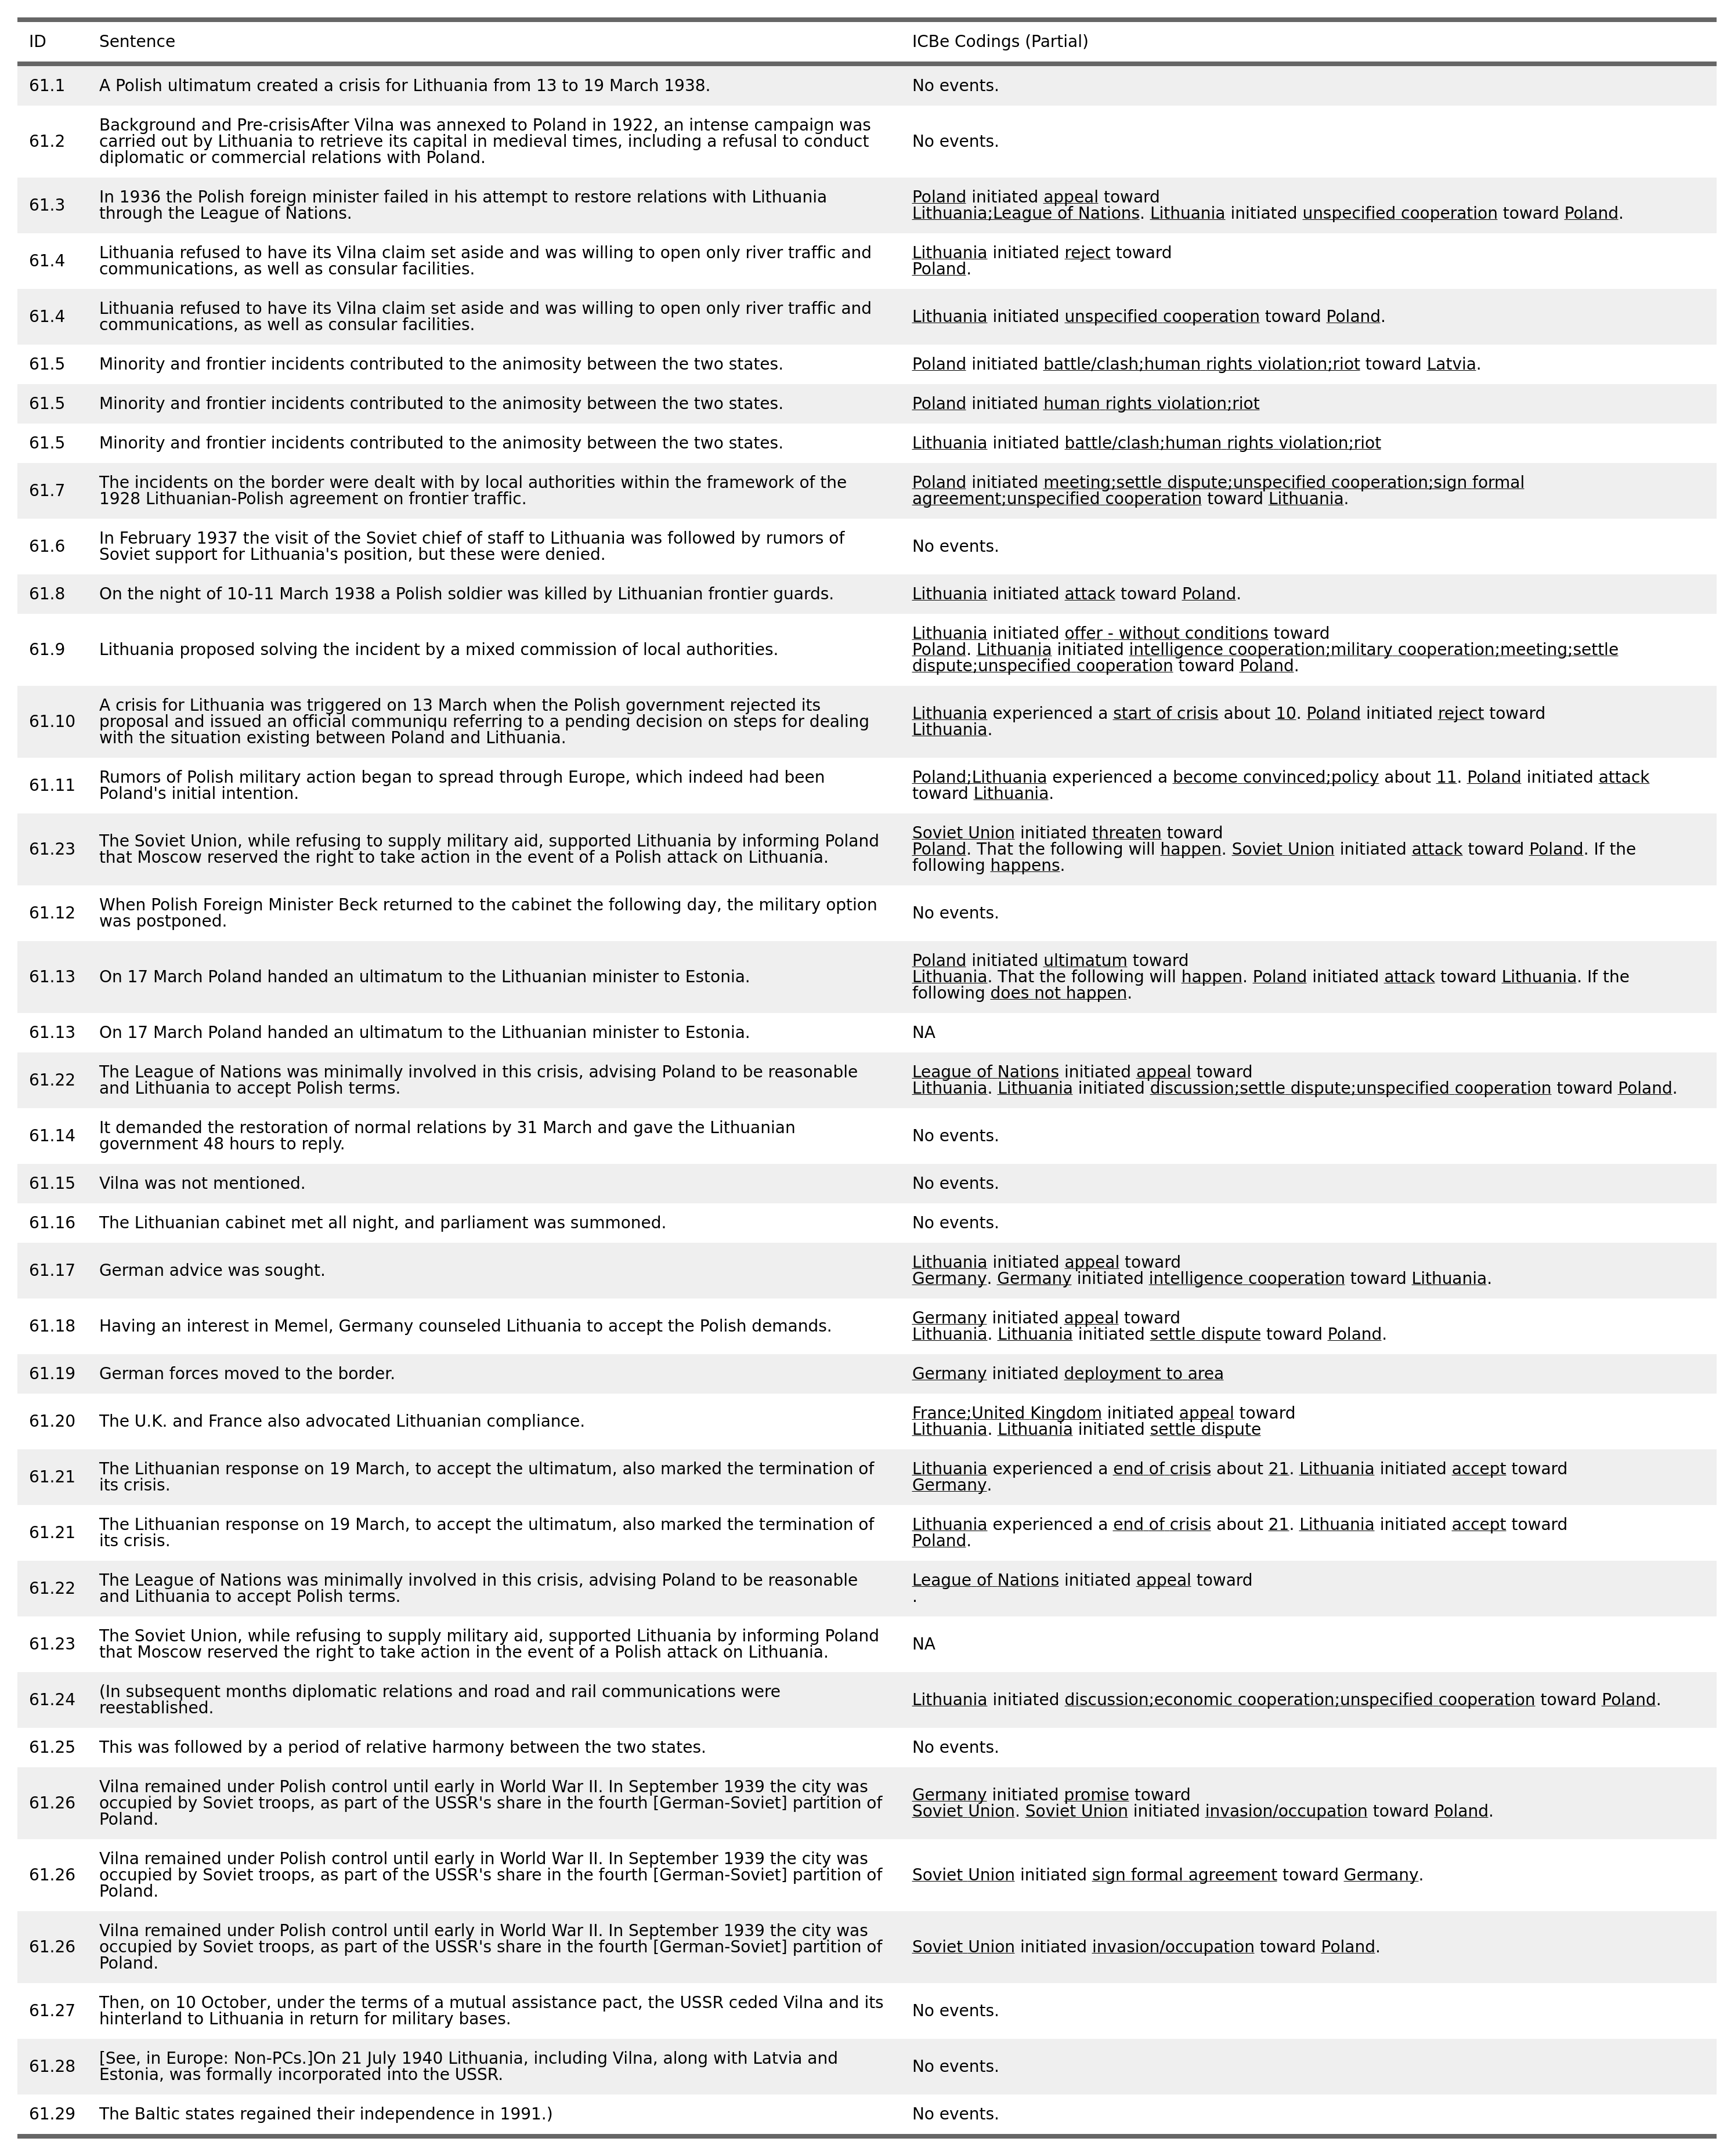 ID Sentence ICBe Codings (Partial)
61.1 A Polish ultimatum created a crisis for Lithuania from 13 to 19 March 1938. No events.
Background and Pre-crisisAfter Vilna was annexed to Poland in 1922, an intense campaign was
61.2 carried out by Lithuania to retrieve its capital in medieval times, including a refusal to conduct No events.
diplomatic or commercial relations with Poland.
61.3 In 1936 the Polish foreign minister failed in his attempt to restore relations with Lithuania Poland initiated appeal toward
through the League of Nations. Lithuania;League of Nations. Lithuania initiated unspecified cooperation toward Poland.
61.4 Lithuania refused to have its Vilna claim set aside and was willing to open only river traffic and Lithuania initiated reject toward
communications, as well as consular facilities. Poland.
61.4 Lithuania refused to have its Vilna claim set aside and was willing to open only river traffic and Lithuania initiated unspecified cooperation toward Poland.
communications, as well as consular facilities.
61.5 Minority and frontier incidents contributed to the animosity between the two states. Poland initiated battle/clash;human rights violation;riot toward Latvia.
61.5 Minority and frontier incidents contributed to the animosity between the two states. Poland initiated human rights violation;riot
61.5 Minority and frontier incidents contributed to the animosity between the two states. Lithuania initiated battle/clash;human rights violation;riot
61.7 The incidents on the border were dealt with by local authorities within the framework of the Poland initiated meeting;settle dispute;unspecified cooperation;sign formal
1928 Lithuanian-Polish agreement on frontier traffic. agreement;unspecified cooperation toward Lithuania.
61.6 In February 1937 the visit of the Soviet chief of staff to Lithuania was followed by rumors of No events.
Soviet support for Lithuania's position, but these were denied.
61.8 On the night of 10-11 March 1938 a Polish soldier was killed by Lithuanian frontier guards. Lithuania initiated attack toward Poland.
Lithuania initiated offer - without conditions toward
61.9 Lithuania proposed solving the incident by a mixed commission of local authorities. Poland. Lithuania initiated intelligence cooperation;military cooperation;meeting;settle
dispute;unspecified cooperation toward Poland.
A crisis for Lithuania was triggered on 13 March when the Polish government rejected its
61.10 proposal and issued an official communiqu referring to a pending decision on steps for dealing Lithuania experienced a start of crisis about 10. Poland initiated reject toward
with the situation existing between Poland and Lithuania. Lithuania.
61.11 Rumors of Polish military action began to spread through Europe, which indeed had been Poland;Lithuania experienced a become convinced;policy about 11. Poland initiated attack
Poland's initial intention. toward Lithuania.
Soviet Union initiated threaten toward
61.23 The Soviet Union, while refusing to supply military aid, supported Lithuania by informing Poland Poland. That the following will happen. Soviet Union initiated attack toward Poland. If the
that Moscow reserved the right to take action in the event of a Polish attack on Lithuania. following happens.
61.12 When Polish Foreign Minister Beck returned to the cabinet the following day, the military option No events.
was postponed.
Poland initiated ultimatum toward
61.13 On 17 March Poland handed an ultimatum to the Lithuanian minister to Estonia. Lithuania. That the following will happen. Poland initiated attack toward Lithuania. If the
following does not happen.
61.13 On 17 March Poland handed an ultimatum to the Lithuanian minister to Estonia. NA
61.22 The League of Nations was minimally involved in this crisis, advising Poland to be reasonable League of Nations initiated appeal toward
and Lithuania to accept Polish terms. Lithuania. Lithuania initiated discussion;settle dispute;unspecified cooperation toward Poland.
61.14 It demanded the restoration of normal relations by 31 March and gave the Lithuanian No events.
government 48 hours to reply.
61.15 Vilna was not mentioned. No events.
61.16 The Lithuanian cabinet met all night, and parliament was summoned. No events.
61.17 German advice was sought. Lithuania initiated appeal toward
Germany. Germany initiated intelligence cooperation toward Lithuania.
61.18 Having an interest in Memel, Germany counseled Lithuania to accept the Polish demands. Germany initiated appeal toward
Lithuania. Lithuania initiated settle dispute toward Poland.
61.19 German forces moved to the border. Germany initiated deployment to area
61.20 The U.K. and France also advocated Lithuanian compliance. France;United Kingdom initiated appeal toward
Lithuania. Lithuania initiated settle dispute
61.21 The Lithuanian response on 19 March, to accept the ultimatum, also marked the termination of Lithuania experienced a end of crisis about 21. Lithuania initiated accept toward
its crisis. Germany.
61.21 The Lithuanian response on 19 March, to accept the ultimatum, also marked the termination of Lithuania experienced a end of crisis about 21. Lithuania initiated accept toward
its crisis. Poland.
61.22 The League of Nations was minimally involved in this crisis, advising Poland to be reasonable League of Nations initiated appeal toward
and Lithuania to accept Polish terms. .
61.23 The Soviet Union, while refusing to supply military aid, supported Lithuania by informing Poland NA
that Moscow reserved the right to take action in the event of a Polish attack on Lithuania.
61.24 (In subsequent months diplomatic relations and road and rail communications were Lithuania initiated discussion;economic cooperation;unspecified cooperation toward Poland.
reestablished.
61.25 This was followed by a period of relative harmony between the two states. No events.
Vilna remained under Polish control until early in World War II. In September 1939 the city was Germany initiated promise toward
61.26 occupied by Soviet troops, as part of the USSR's share in the fourth [German-Soviet] partition of Soviet Union. Soviet Union initiated invasion/occupation toward Poland.
Poland.
Vilna remained under Polish control until early in World War II. In September 1939 the city was
61.26 occupied by Soviet troops, as part of the USSR's share in the fourth [German-Soviet] partition of Soviet Union initiated sign formal agreement toward Germany.
Poland.
Vilna remained under Polish control until early in World War II. In September 1939 the city was
61.26 occupied by Soviet troops, as part of the USSR's share in the fourth [German-Soviet] partition of Soviet Union initiated invasion/occupation toward Poland.
Poland.
61.27 Then, on 10 October, under the terms of a mutual assistance pact, the USSR ceded Vilna and its No events.
hinterland to Lithuania in return for military bases.
61.28 [See, in Europe: Non-PCs.]On 21 July 1940 Lithuania, including Vilna, along with Latvia and No events.
Estonia, was formally incorporated into the USSR.
61.29 The Baltic states regained their independence in 1991.) No events.